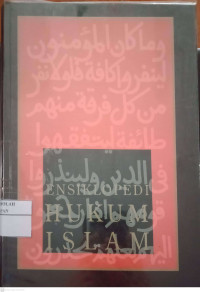 وما كان المؤمنون
لينفروا كافة فلولا نفر
من كل فرقة منهم
طائفة ليتفقهوا
في الدين ولينذروا
ENSIKLOPEDI
HUKUM
ISLAM